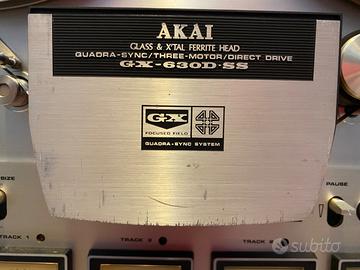 AKAI
GLASS & X'TAL FERRITE HEAD
QUADRA-SYNC/THREE-MOTOR/DIRECT DRIVE
GX-630D-SS
GX
FOCUSED FIELD
QUADRA-SYNC SYSTEM
SIZE
PAUSE
TRACK 1
TRACK 2
TRACK
subito